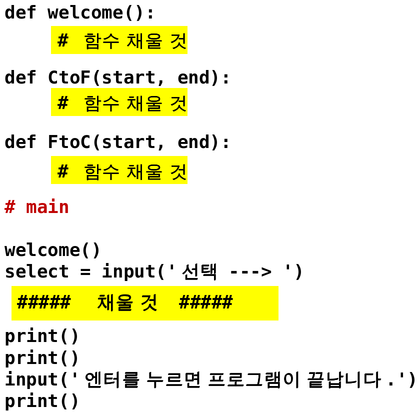 def welcome():
# 함수 채울 것
def CtoF(start, end):
# 함수 채울 것
def FtoC(start, end):
# 함수 채울 것
# main
welcome()
select = input('선택 ---> ')
##### 채울 것 #####
print()
print()
input('엔터를 누르면 프로그램이 끝납니다.')
print()